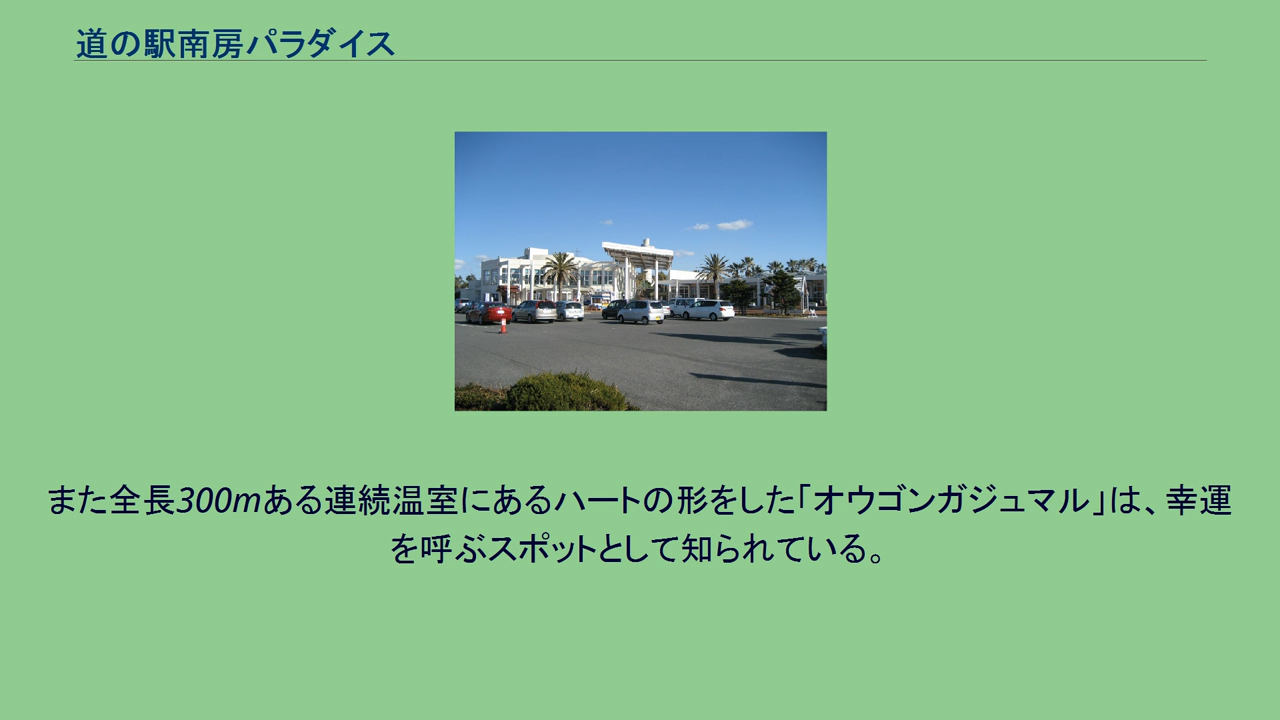 道の駅南房パラダイス
また全長300mある連続温室にあるハートの形をした｢オウゴンガジュマル｣は、幸運
を呼ぶスポットとして知られている。